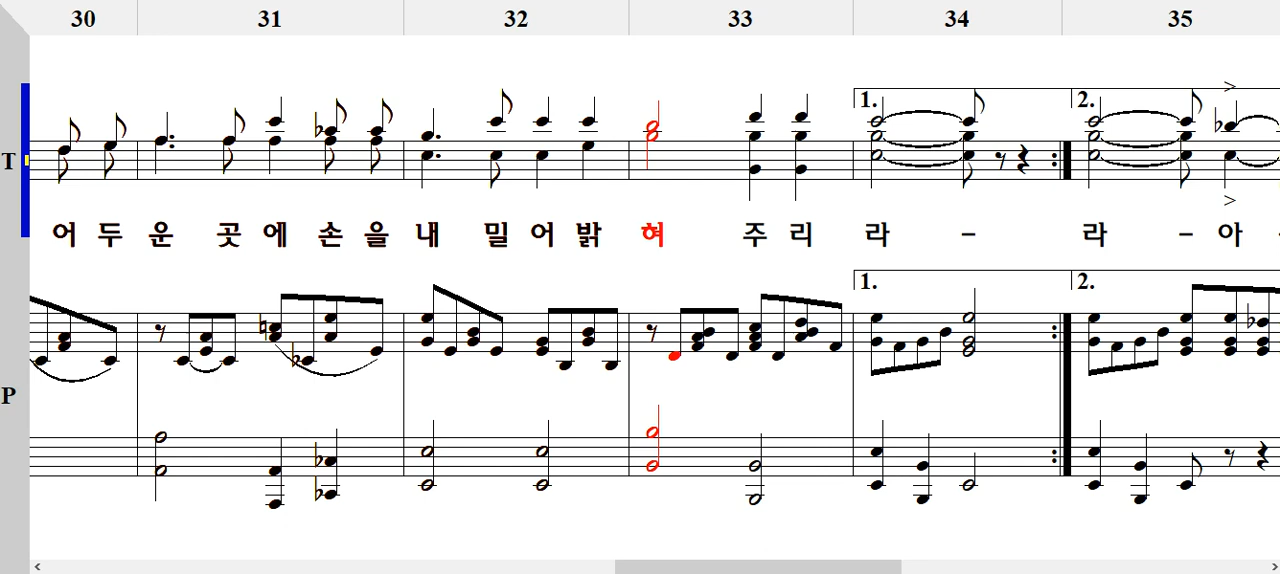 30 31 32 33 34 35
1. 2.
T
어 두 운 곳 에 손 을 내 밀 어 밝 혀 주 리 라 - 라 - 아
1. 2.
P